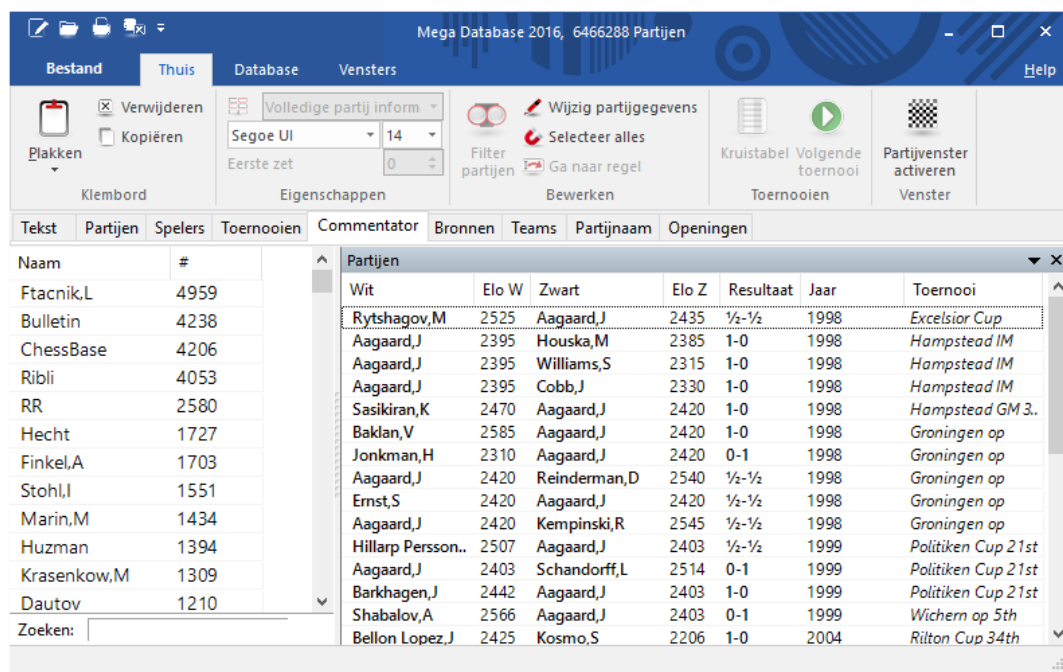 Mega Database 2016, 6466288 Partijen
Bestand Thuis Database Vensters Help
Plakken
Verwijderen
Kopiëren
Klembord
Volledige partij inform
Segoe UI 14
Eerste zet 0
Eigenschappen
Filter partijen
Wijzig partijgegevens
Selecteer alles
Ga naar regel
Bewerken
Kruistabel Volgende toernooi
Toernooien
Partijvenster activeren
Venster
Tekst Partijen Spelers Toernooien Commentator Bronnen Teams Partijnaam Openingen
Naam #
Ftacnik,L 4959
Bulletin 4238
ChessBase 4206
Ribli 4053
RR 2580
Hecht 1727
Finkel,A 1703
Stohl,I 1551
Marin,M 1434
Huzman 1394
Krasenkow,M 1309
Dautov 1210
Zoeken:
Partijen
Wit Elo W Zwart Elo Z Resultaat Jaar Toernooi
Rytshagov,M 2525 Aagaard,J 2435 ½-½ 1998 Excelsior Cup
Aagaard,J 2395 Houska,M 2385 1-0 1998 Hampstead IM
Aagaard,J 2395 Williams,S 2315 1-0 1998 Hampstead IM
Aagaard,J 2395 Cobb,J 2330 1-0 1998 Hampstead IM
Sasikiran,K 2470 Aagaard,J 2420 1-0 1998 Hampstead GM 3..
Baklan,V 2585 Aagaard,J 2420 1-0 1998 Groningen op
Jonkman,H 2310 Aagaard,J 2420 0-1 1998 Groningen op
Aagaard,J 2420 Reinderman,D 2540 ½-½ 1998 Groningen op
Ernst,S 2420 Aagaard,J 2420 ½-½ 1998 Groningen op
Aagaard,J 2420 Kempinski,R 2545 ½-½ 1998 Groningen op
Hillarp Persson.. 2507 Aagaard,J 2403 ½-½ 1999 Politiken Cup 21st
Aagaard,J 2403 Schandorff,L 2514 0-1 1999 Politiken Cup 21st
Barkhagen,J 2442 Aagaard,J 2403 1-0 1999 Politiken Cup 21st
Shabalov,A 2566 Aagaard,J 2403 0-1 1999 Wichern op 5th
Bellon Lopez,J 2425 Kosmo,S 2206 1-0 2004 Rilton Cup 34th